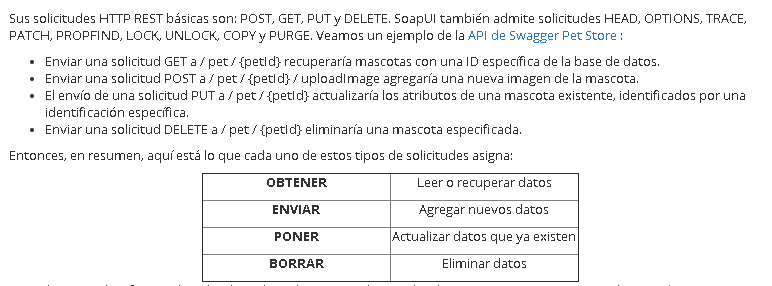 Sus solicitudes HTTP REST básicas son: POST, GET, PUT y DELETE. SoapUI también admite solicitudes HEAD, OPTIONS, TRACE,
PATCH, PROPFIND, LOCK, UNLOCK, COPY y PURGE. Veamos un ejemplo de la API de Swagger Pet Store :
• Enviar una solicitud GET a / pet / {petId} recuperaría mascotas con una ID específica de la base de datos.
• Enviar una solicitud POST a / pet / {petId} / uploadImage agregaría una nueva imagen de la mascota.
• El envío de una solicitud PUT a / pet / {petId} actualizaría los atributos de una mascota existente, identificados por una
identificación específica.
• Enviar una solicitud DELETE a / pet / {petId} eliminaría una mascota especificada.
Entonces, en resumen, aquí está lo que cada uno de estos tipos de solicitudes asigna:
OBTENER Leer o recuperar datos
ENVIAR Agregar nuevos datos
PONER Actualizar datos que ya existen
BORRAR Eliminar datos